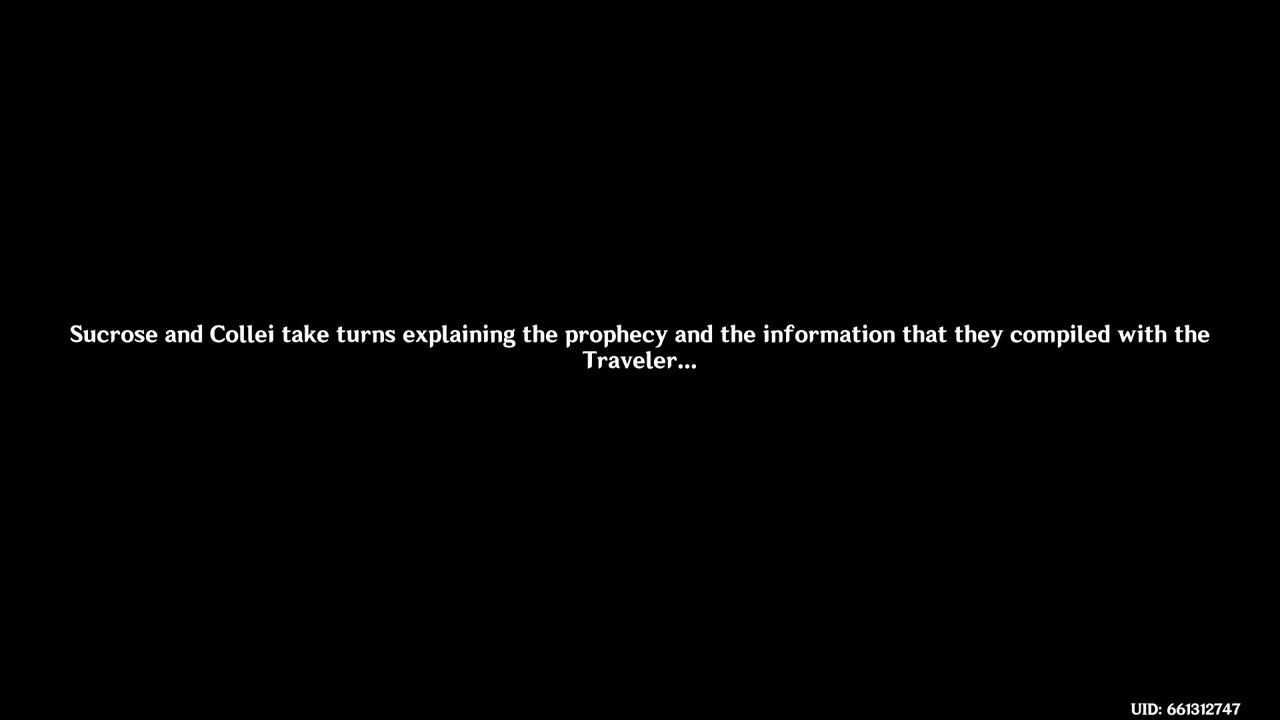 Sucrose and Collei take turns explaining the prophecy and the information that they compiled with the
Traveler...
UID: 661312747